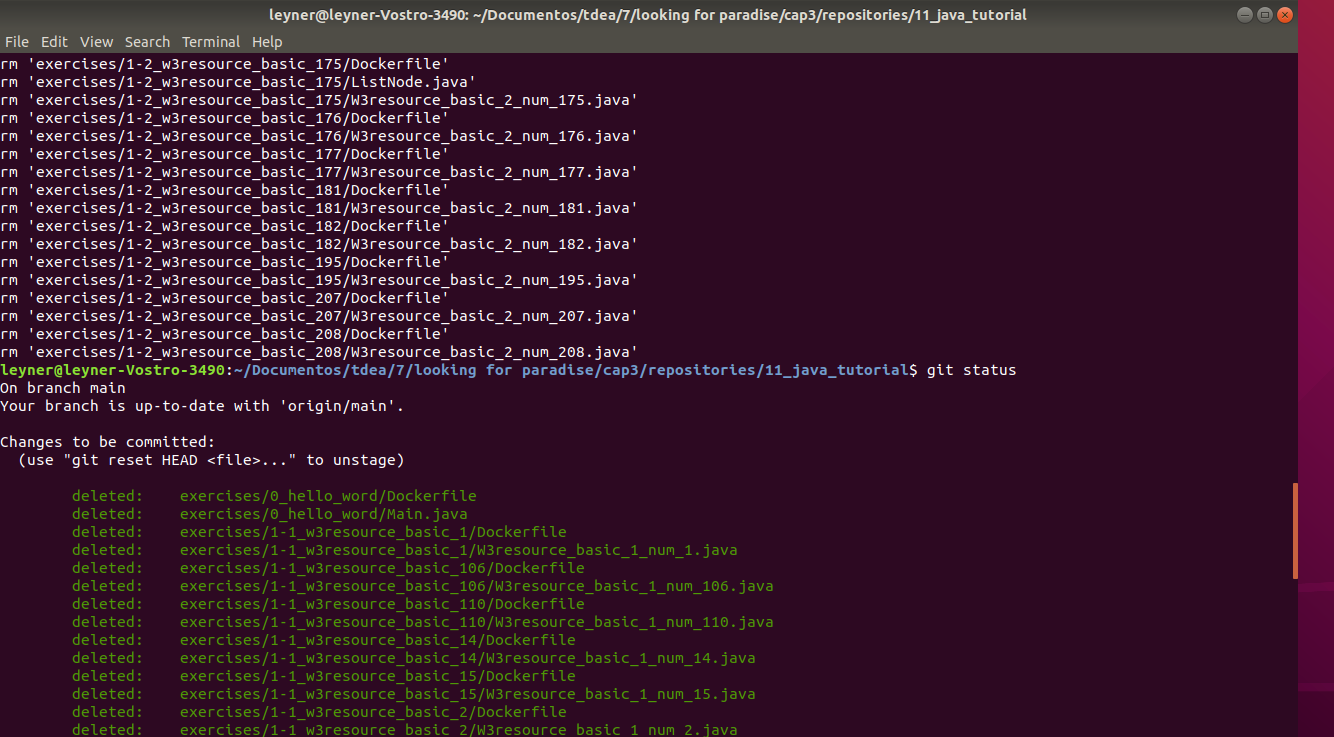 leyner@leyner-Vostro-3490: ~/Documentos/tdea/7/looking for paradise/cap3/repositories/11_java_tutorial
File Edit View Search Terminal Help
rm 'exercises/1-2_w3resource_basic_175/Dockerfile'
rm 'exercises/1-2_w3resource_basic_175/ListNode.java'
rm 'exercises/1-2_w3resource_basic_175/W3resource_basic_2_num_175.java'
rm 'exercises/1-2_w3resource_basic_176/Dockerfile'
rm 'exercises/1-2_w3resource_basic_176/W3resource_basic_2_num_176.java'
rm 'exercises/1-2_w3resource_basic_177/Dockerfile'
rm 'exercises/1-2_w3resource_basic_177/W3resource_basic_2_num_177.java'
rm 'exercises/1-2_w3resource_basic_181/Dockerfile'
rm 'exercises/1-2_w3resource_basic_181/W3resource_basic_2_num_181.java'
rm 'exercises/1-2_w3resource_basic_182/Dockerfile'
rm 'exercises/1-2_w3resource_basic_182/W3resource_basic_2_num_182.java'
rm 'exercises/1-2_w3resource_basic_195/Dockerfile'
rm 'exercises/1-2_w3resource_basic_195/W3resource_basic_2_num_195.java'
rm 'exercises/1-2_w3resource_basic_207/Dockerfile'
rm 'exercises/1-2_w3resource_basic_207/W3resource_basic_2_num_207.java'
rm 'exercises/1-2_w3resource_basic_208/Dockerfile'
rm 'exercises/1-2_w3resource_basic_208/W3resource_basic_2_num_208.java'
leyner@leyner-Vostro-3490:~/Documentos/tdea/7/looking for paradise/cap3/repositories/11_java_tutorial$ git status
On branch main
Your branch is up-to-date with 'origin/main'.
Changes to be committed:
(use "git reset HEAD <file>..." to unstage)
deleted: exercises/0_hello_word/Dockerfile
deleted: exercises/0_hello_word/Main.java
deleted: exercises/1-1_w3resource_basic_1/Dockerfile
deleted: exercises/1-1_w3resource_basic_1/W3resource_basic_1_num_1.java
deleted: exercises/1-1_w3resource_basic_106/Dockerfile
deleted: exercises/1-1_w3resource_basic_106/W3resource_basic_1_num_106.java
deleted: exercises/1-1_w3resource_basic_110/Dockerfile
deleted: exercises/1-1_w3resource_basic_110/W3resource_basic_1_num_110.java
deleted: exercises/1-1_w3resource_basic_14/Dockerfile
deleted: exercises/1-1_w3resource_basic_14/W3resource_basic_1_num_14.java
deleted: exercises/1-1_w3resource_basic_15/Dockerfile
deleted: exercises/1-1_w3resource_basic_15/W3resource_basic_1_num_15.java
deleted: exercises/1-1_w3resource_basic_2/Dockerfile
deleted: exercises/1-1_w3resource_basic_2/W3resource_basic_1_num_2.java